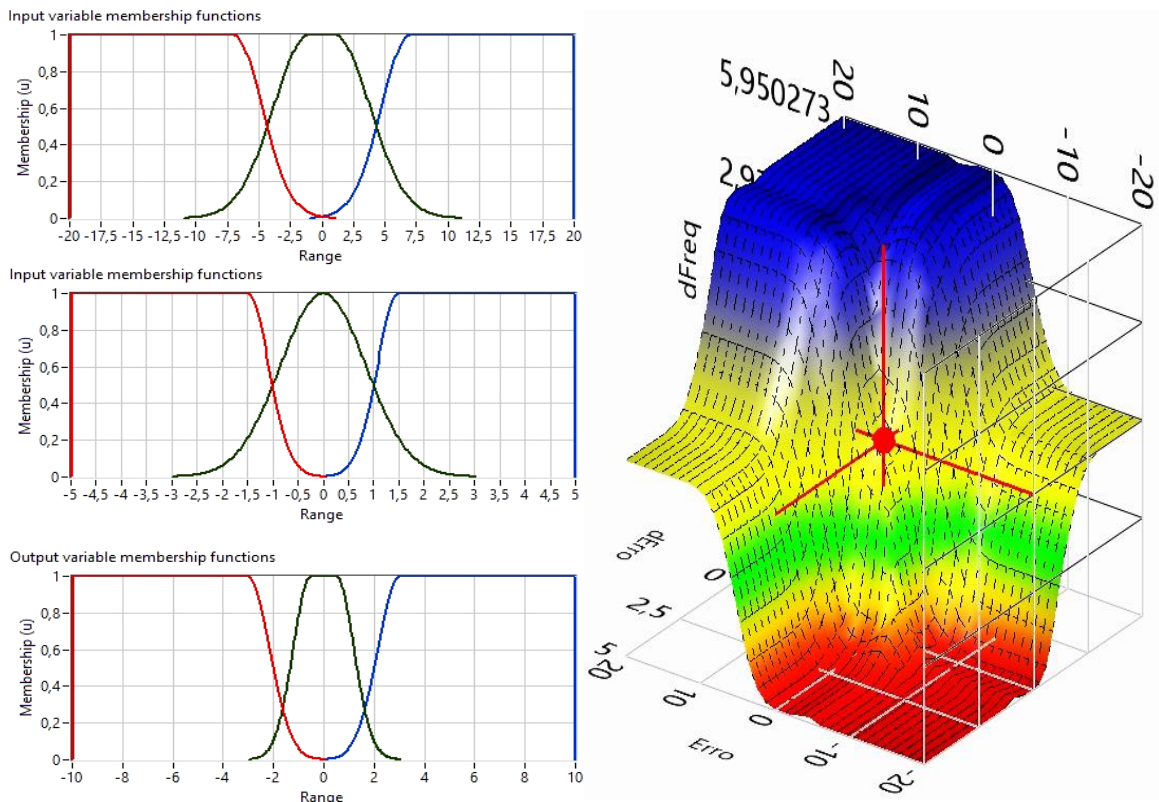 Input variable membership functions
Membership (u)
1
0,8
0,6
0,4
0,2
0
-20 -17,5 -15 -12,5 -10 -7,5 -5 -2,5 0 2,5 5 7,5 10 12,5 15 17,5 20
Range
Input variable membership functions
Membership (u)
1
0,8
0,6
0,4
0,2
0
-5 -4,5 -4 -3,5 -3 -2,5 -2 -1,5 -1 -0,5 0 0,5 1 1,5 2 2,5 3 3,5 4 4,5 5
Range
Output variable membership functions
Membership (u)
1
0,8
0,6
0,4
0,2
0
-10 -8 -6 -4 -2 0 2 4 6 8 10
Range
5,950273
20 10 0 -10 -20
dFreq
dErro
0
2,5
5
20 10 0 -10 -20
Erro